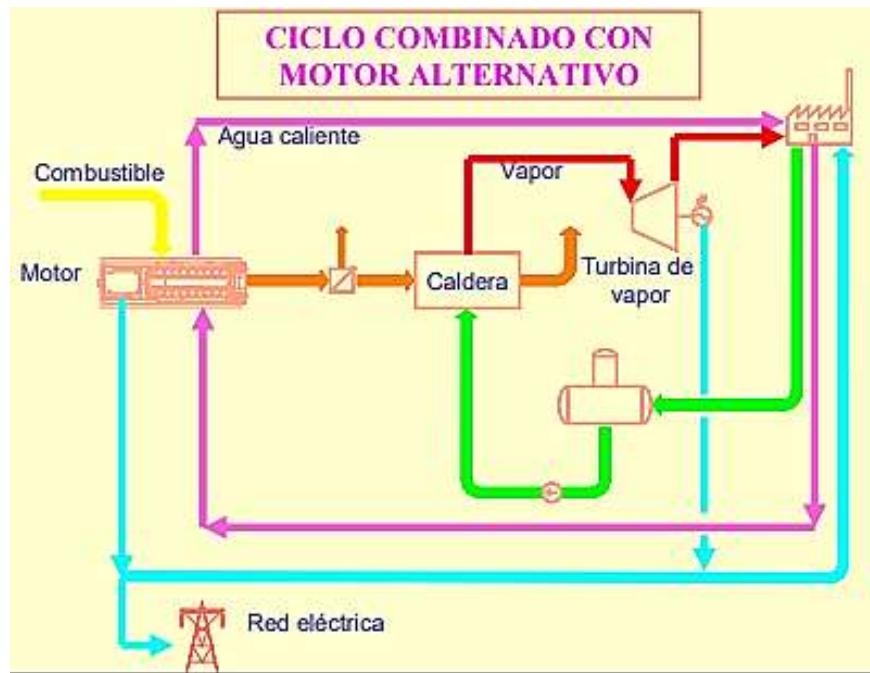 CICLO COMBINADO CON
MOTOR ALTERNATIVO
Agua caliente
Combustible
Vapor
Motor
Caldera
Turbina de
vapor
Red eléctrica